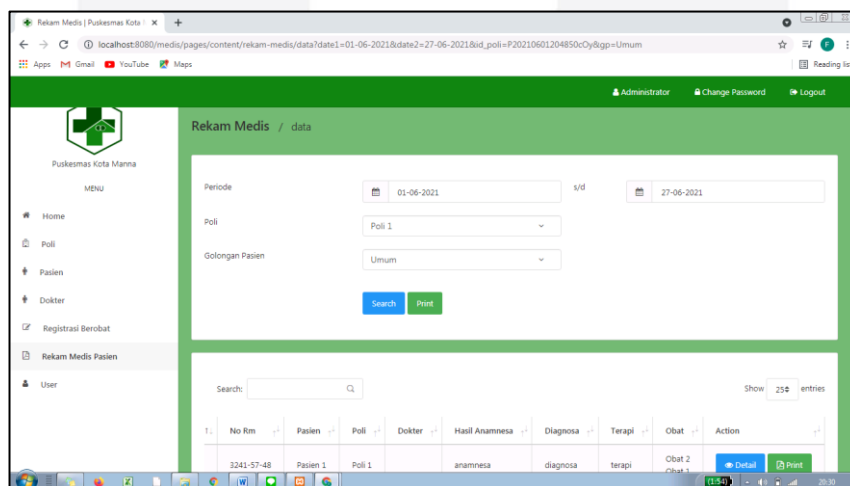 Rekam Medis | Puskesmas Kota
localhost:8080/medis/pages/content/rekam-medis/data?date1=01-06-2021&date2=27-06-2021&id_poli=P20210601204850cOy&gp=Umum
Apps Gmail YouTube Maps Reading lis
Administrator Change Password Logout
Puskesmas Kota Manna
MENU
Home
Poli
Pasien
Dokter
Registrasi Berobat
Rekam Medis Pasien
User
Rekam Medis / data
Periode 01-06-2021 s/d 27-06-2021
Poli Poli 1
Golongan Pasien Umum
Search Print
Search: Show 25 entries
No Rm Pasien Poli Dokter Hasil Anamnesa Diagnosa Terapi Obat Action
3241-57-48 Pasien 1 Poli 1 anamnesa diagnosa terapi Obat 2 Detail Print
Obat 1
(1:54) 20:30